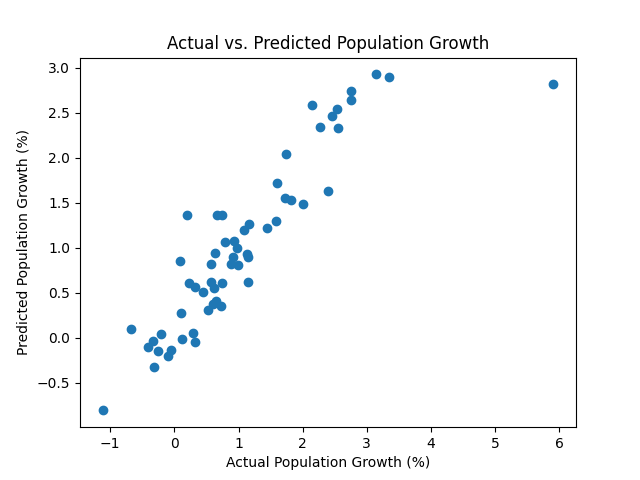 Actual vs. Predicted Population Growth
3.0
2.5
2.0
1.5
1.0
0.5
0.0
−0.5
Predicted Population Growth (%)
−1 0 1 2 3 4 5 6
Actual Population Growth (%)